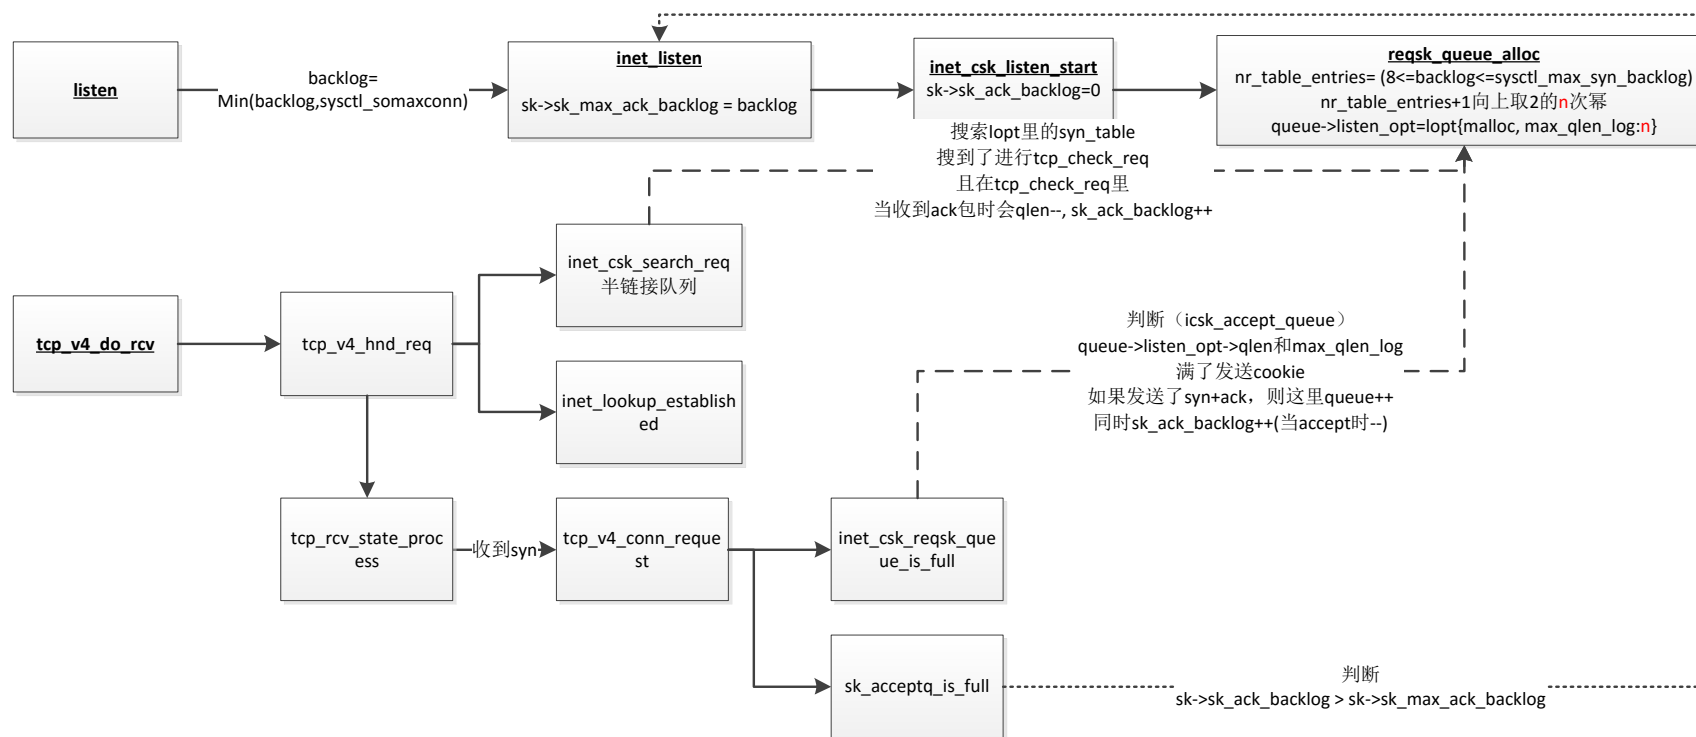 listen
backlog=
Min(backlog,sysctl_somaxconn)
inet_listen
sk->sk_max_ack_backlog = backlog
inet_csk_listen_start
sk->sk_ack_backlog=0
reqsk_queue_alloc
nr_table_entries= (8<=backlog<=sysctl_max_syn_backlog)
nr_table_entries+1向上取2的n次幂
queue->listen_opt=lopt{malloc, max_qlen_log:n}
搜索lopt里的syn_table
搜到了进行tcp_check_req
且在tcp_check_req里
当收到ack包时会qlen--, sk_ack_backlog++
inet_csk_search_req
半链接队列
tcp_v4_do_rcv
tcp_v4_hnd_req
inet_lookup_establish
ed
判断（icsk_accept_queue）
queue->listen_opt->qlen和max_qlen_log
满了发送cookie
如果发送了syn+ack，则这里queue++
同时sk_ack_backlog++(当accept时--)
tcp_rcv_state_proc
ess
收到syn
tcp_v4_conn_reque
st
inet_csk_reqsk_que
ue_is_full
sk_acceptq_is_full
判断
sk->sk_ack_backlog > sk->sk_max_ack_backlog